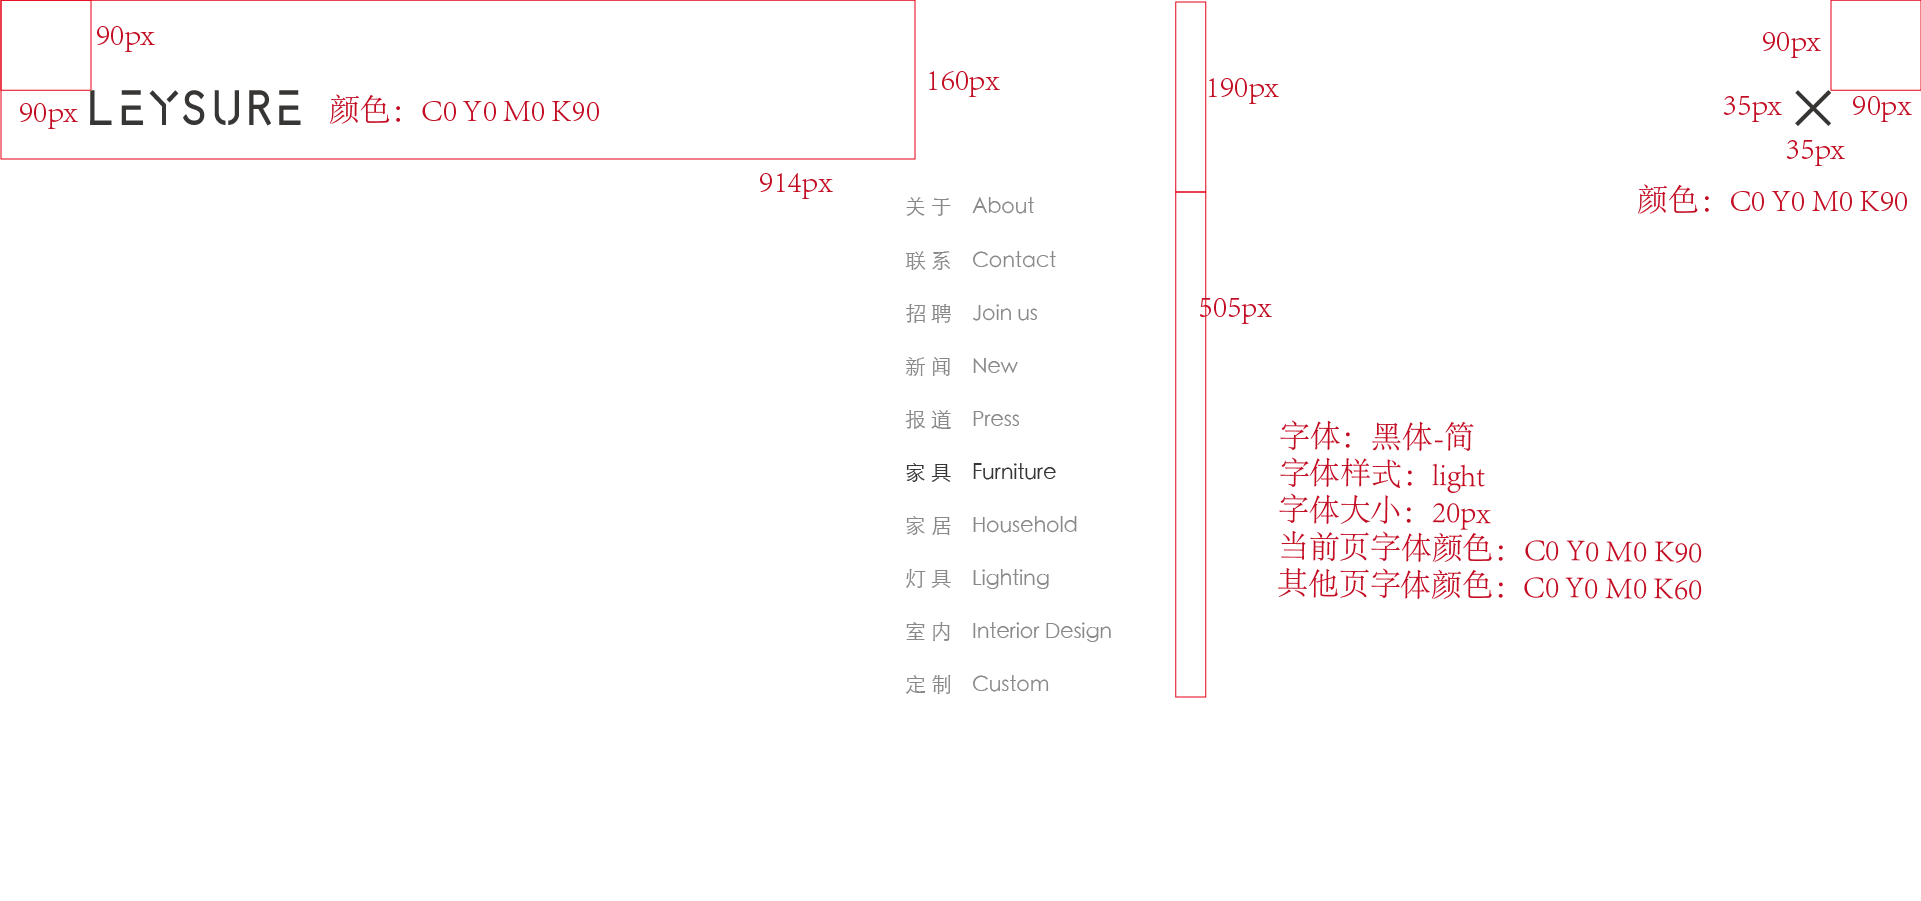 90px
90px
LEYSURE
颜色：C0 Y0 M0 K90
160px
914px
190px
90px
35px
90px
35px
颜色：C0 Y0 M0 K90
关于 About
联系 Contact
招聘 Join us
新闻 New
报道 Press
家具 Furniture
家居 Household
灯具 Lighting
室内 Interior Design
定制 Custom
505px
字体：黑体-简
字体样式：light
字体大小：20px
当前页字体颜色：C0 Y0 M0 K90
其他页字体颜色：C0 Y0 M0 K60